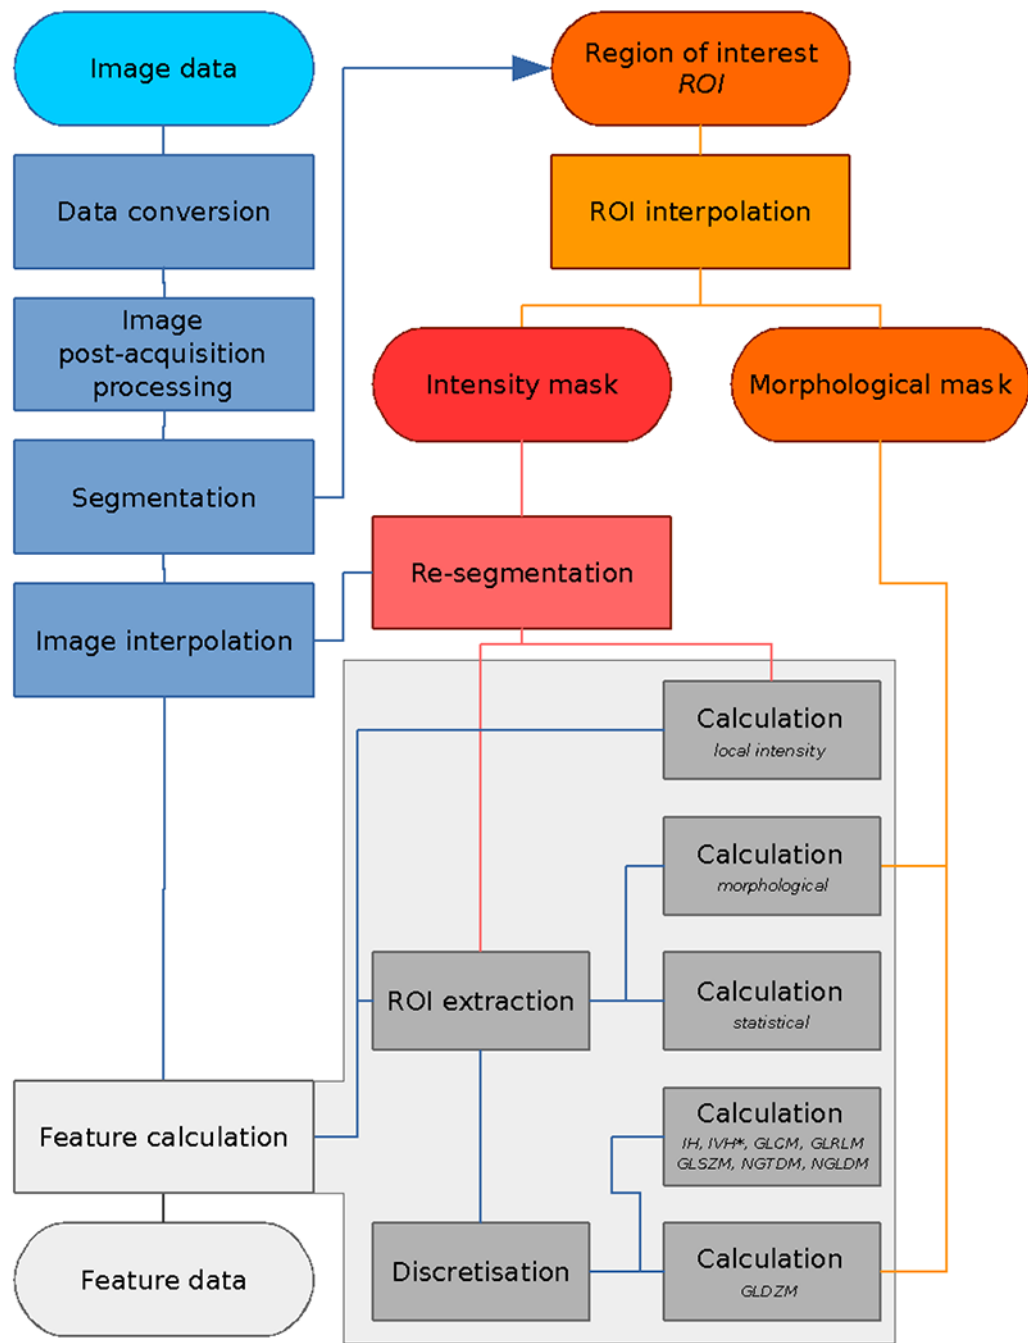 Image data
Region of interest
ROI
Data conversion
ROI interpolation
Image
post-acquisition
processing
Intensity mask
Morphological mask
Segmentation
Re-segmentation
Image interpolation
Calculation
local intensity
Calculation
morphological
ROI extraction
Calculation
statistical
Feature calculation
Calculation
IH, IVH*, GLCM, GLRLM
GLSZM, NGTDM, NGLDM
Feature data
Discretisation
Calculation
GLDZM